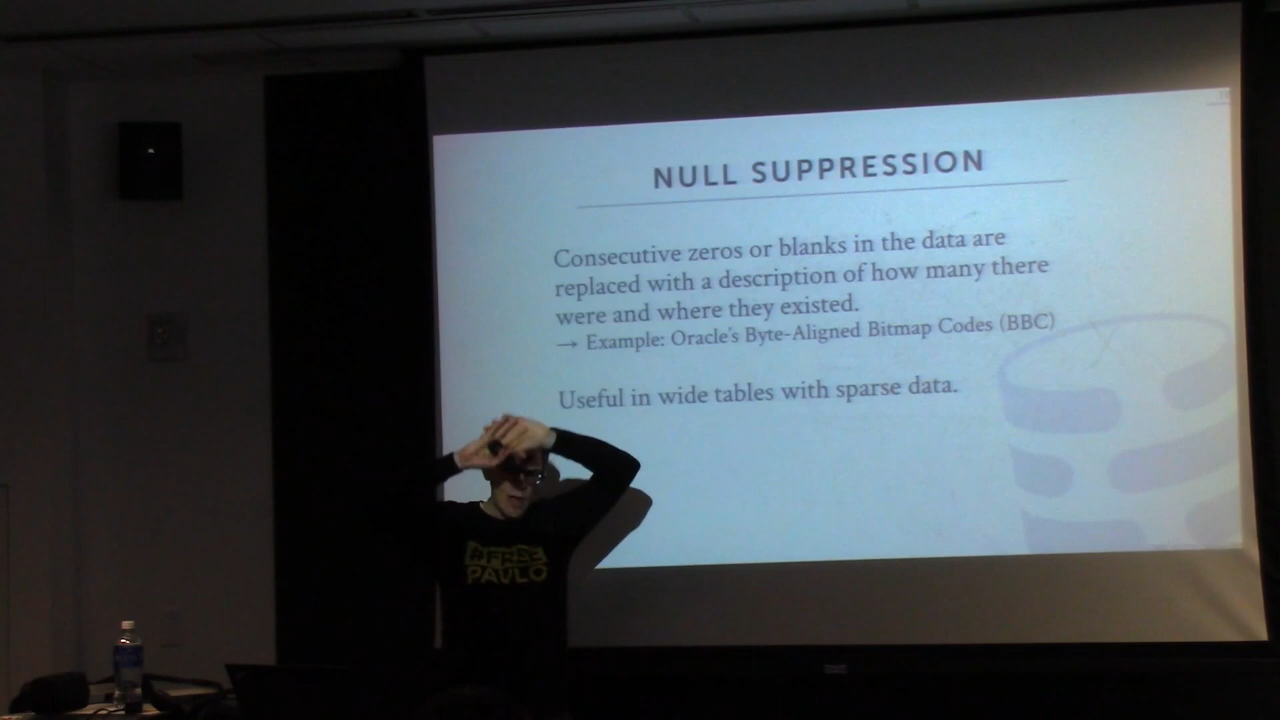 NULL SUPPRESSION
Consecutive zeros or blanks in the data are
replaced with a description of how many there
were and where they existed.
→ Example: Oracle's Byte-Aligned Bitmap Codes (BBC)
Useful in wide tables with sparse data.
#FREE
PAVLO